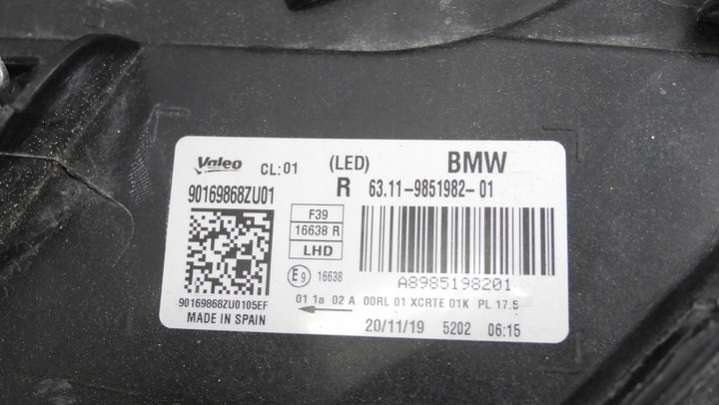 Valeo CL:01 (LED) BMW
90169868ZU01 R 63.11-9851982-01
F39
16638 R
LHD
E9 16638
A8985198201
90169868ZU0105EF
01 1a 02 A 00RL 01 XCRTE 01K PL 17.5
MADE IN SPAIN
20/11/19 5202 06:15